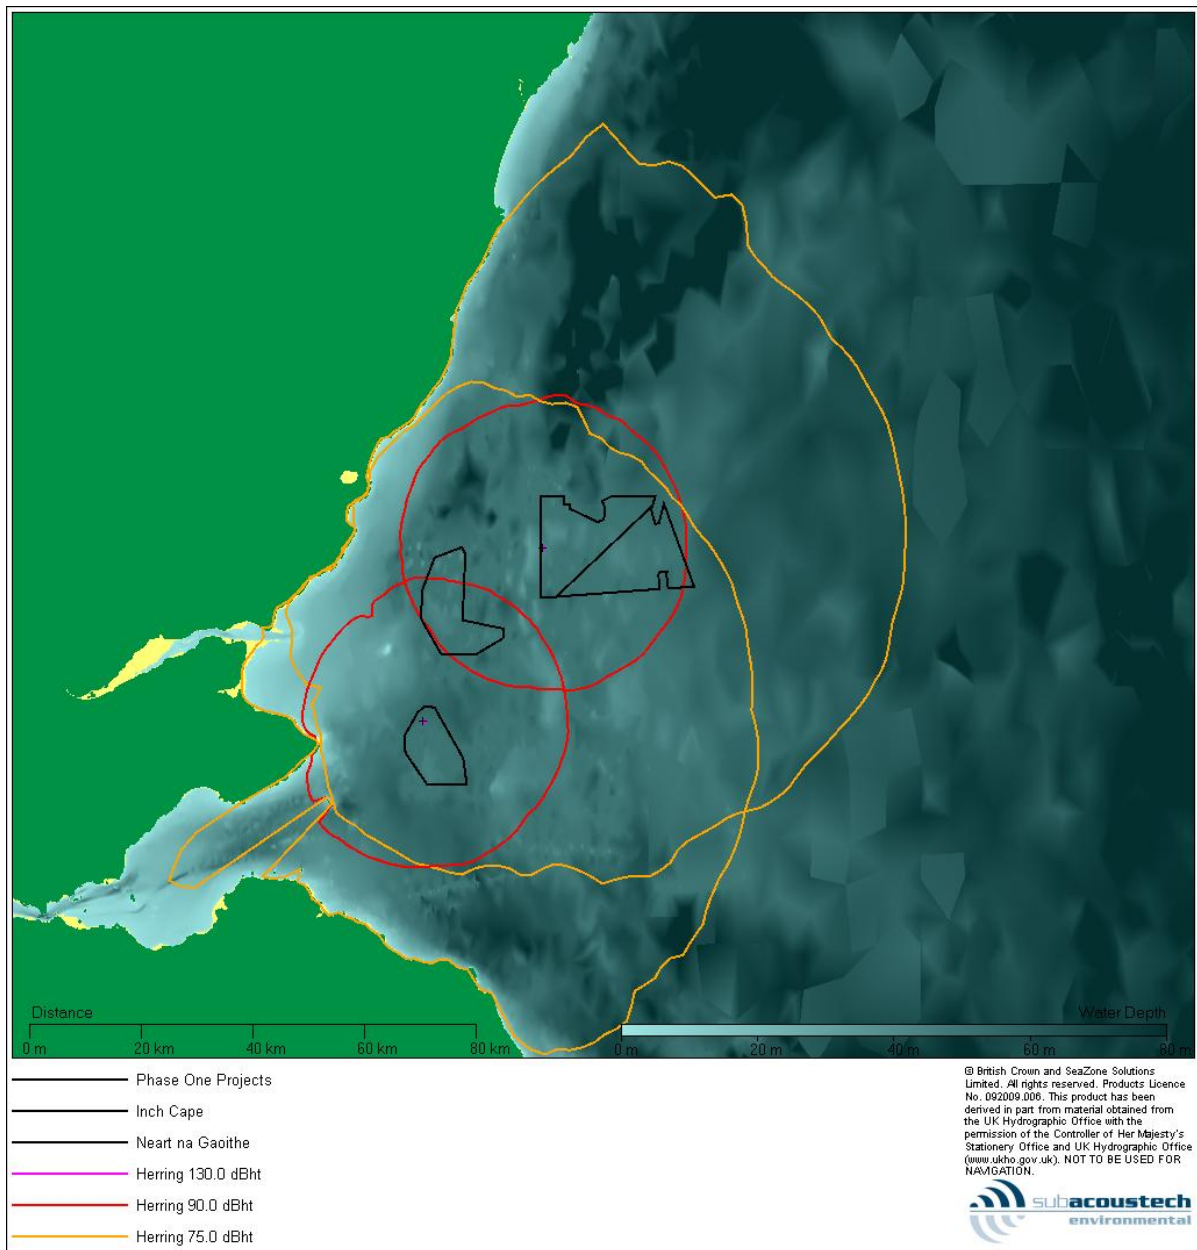 Distance
Water Depth
0 m 20 km 40 km 60 km 80 km
0 m 20 m 40 m 60 m 80 m
Phase One Projects
Inch Cape
Neart na Gaoithe
Herring 130.0 dBht
Herring 90.0 dBht
Herring 75.0 dBht
© British Crown and SeaZone Solutions
Limited. All rights reserved. Products Licence
No. 092009.006. This product has been
derived in part from material obtained from
the UK Hydrographic Office with the
permission of the Controller of Her Majesty's
Stationery Office and UK Hydrographic Office
(www.ukho.gov.uk). NOT TO BE USED FOR
NAVIGATION.
subacoustech
environmental